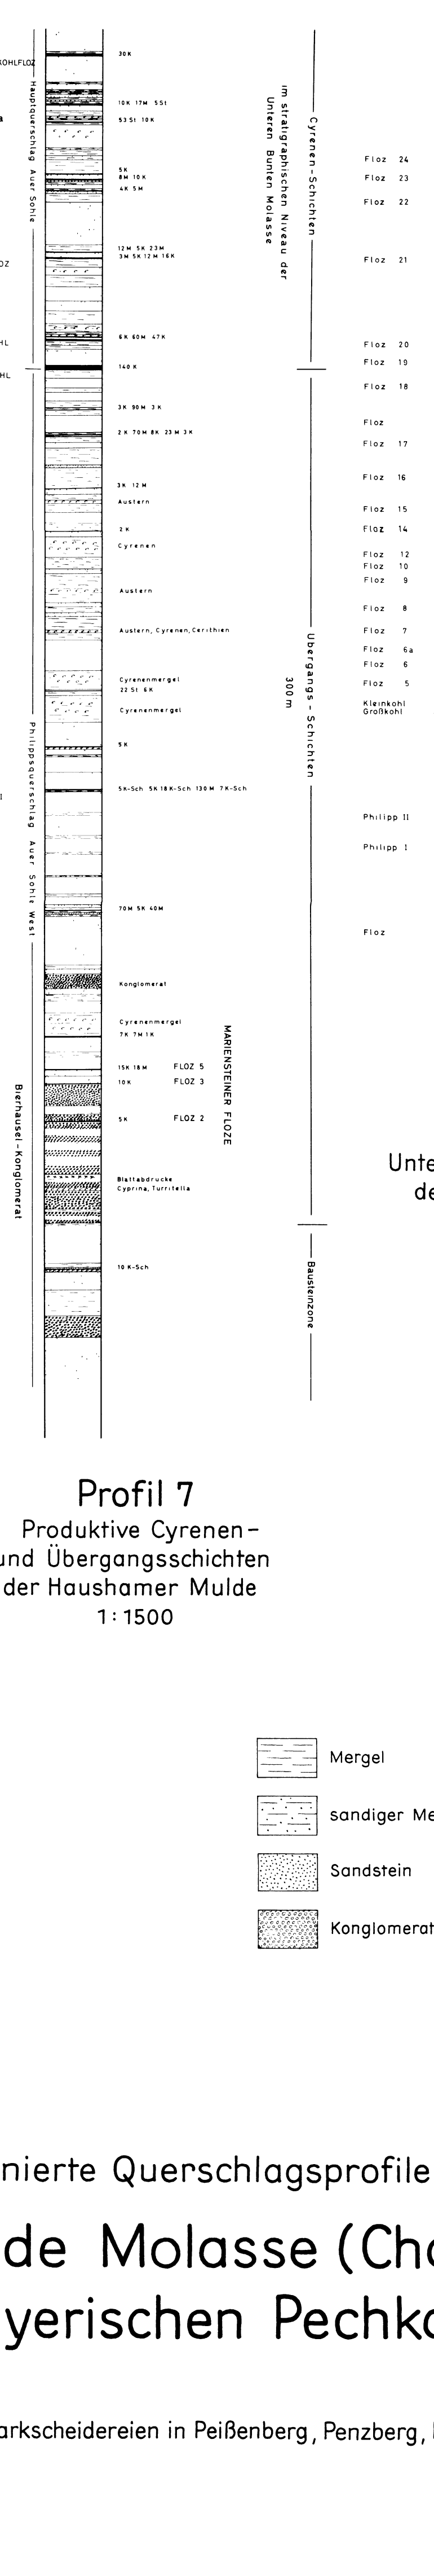 KOHLFLOZ
30K
Hauptquerschlag Auer Sohle
10K 17M 5St
53St 10K
5K
8M 10K
4K 5M
12M 5K 23M
3M 5K 12M 16K
OZ
6K 60M 47K
HL
140K
HL
3K 90M 3K
2K 70M 8K 23M 3K
3K 12M
Austern
2K
Cyrenen
Austern
Austern, Cyrenen, Cerithien
Cyrenenmergel
22St 6K
Cyrenenmergel
5K
5K-Sch 5K 18K-Sch 130M 7K-Sch
Philippsquerschlag Auer Sohle West
70M 5K 40M
Konglomerat
Cyrenenmergel
7K 7M 1K
15K 18M FLOZ 5
10K FLOZ 3
5K FLOZ 2
MARIENSTEINER FLOZE
Blattabdrucke
Cyprina, Turritella
Bierhausel-Konglomerat
10K-Sch
Cyrenen-Schichten
im stratigraphischen Niveau der
Unteren Bunten Molasse
Ubergangs-Schichten
300m
Bausteinzone
Floz 24
Floz 23
Floz 22
Floz 21
Floz 20
Floz 19
Floz 18
Floz
Floz 17
Floz 16
Floz 15
Floz 14
Floz 12
Floz 10
Floz 9
Floz 8
Floz 7
Floz 6a
Floz 6
Floz 5
Kleinkohl
Großkohl
Philipp II
Philipp I
Floz
Unte
de
Profil 7
Produktive Cyrenen-
und Übergangsschichten
der Haushamer Mulde
1:1500
Mergel
sandiger Me
Sandstein
Konglomerat
nierte Querschlagsprofile
de Molasse (Cha
yerischen Pechko
arkscheidereien in Peißenberg, Penzberg,